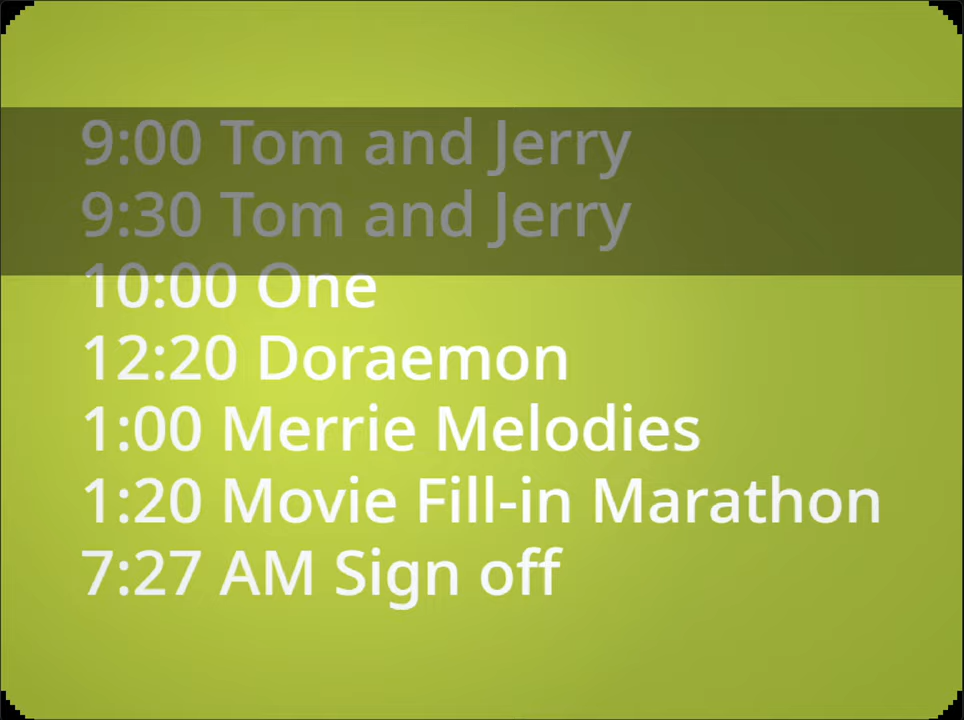 9:00 Tom and Jerry
9:30 Tom and Jerry
10:00 One
12:20 Doraemon
1:00 Merrie Melodies
1:20 Movie Fill-in Marathon
7:27 AM Sign off